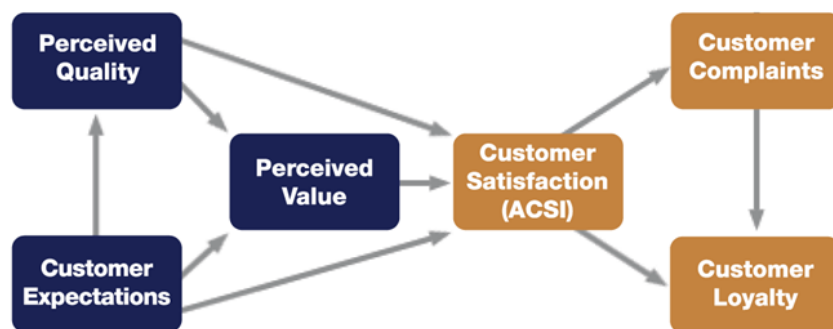 Perceived
Quality
Customer
Complaints
Perceived
Value
Customer
Satisfaction
(ACSI)
Customer
Expectations
Customer
Loyalty